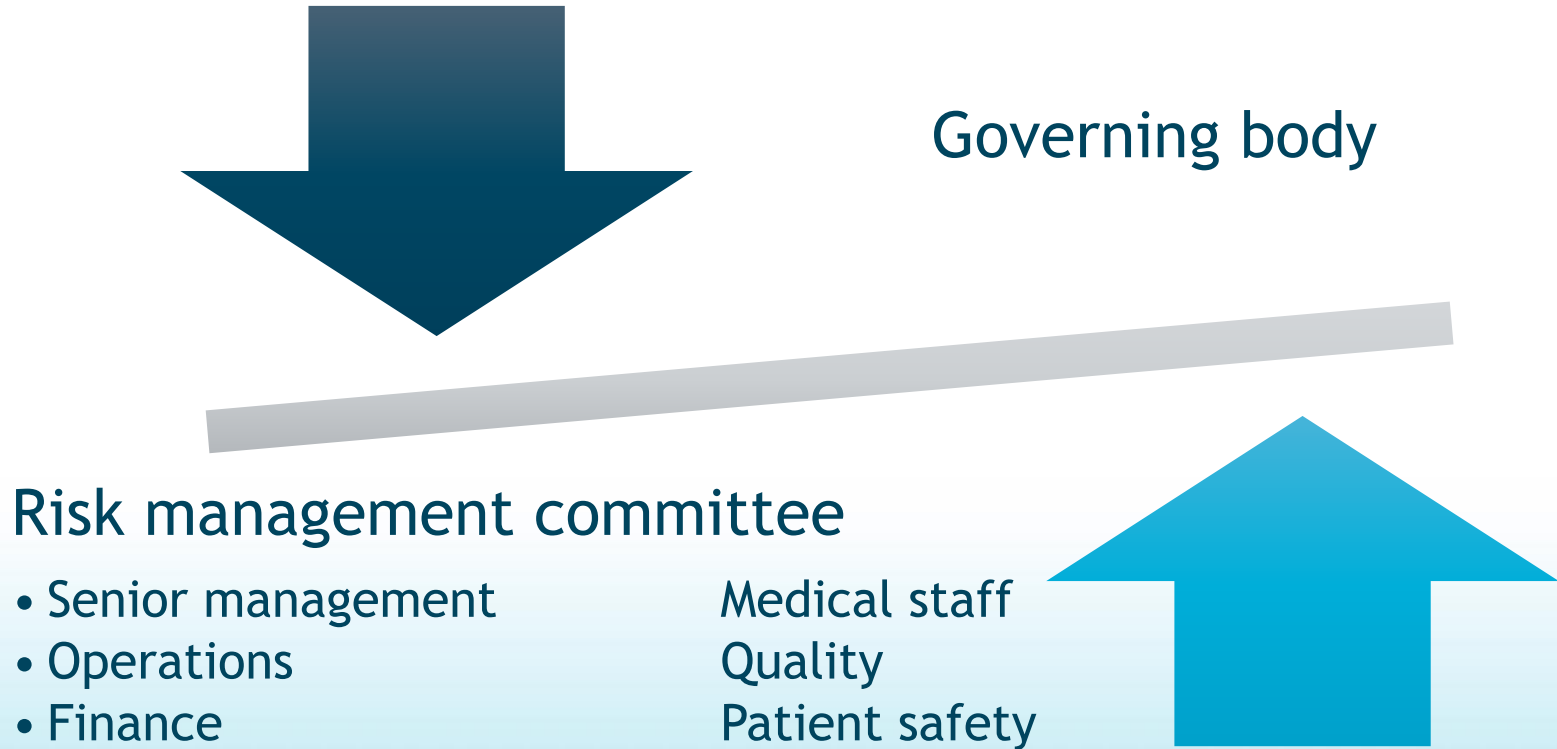 Governing body
Risk management committee
• Senior management Medical staff
• Operations Quality
• Finance Patient safety